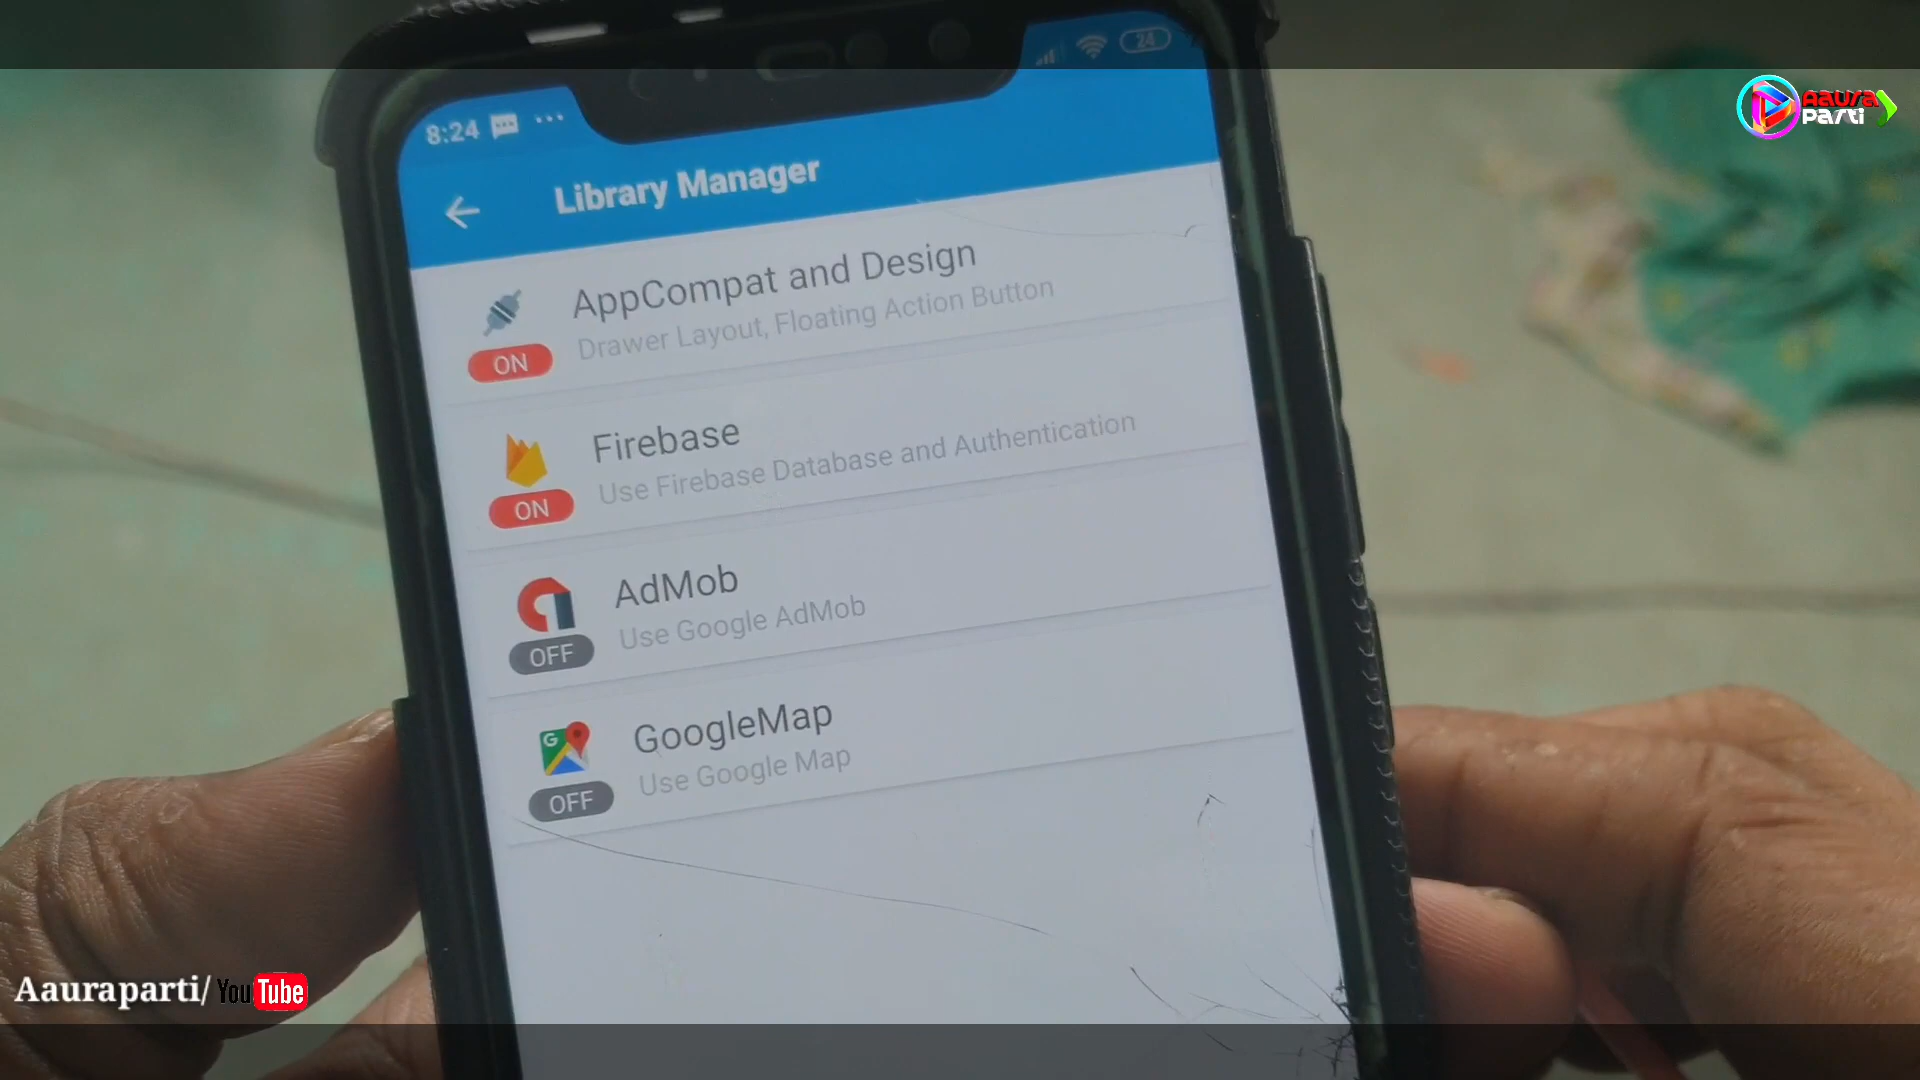 24
Aaura
Parti
8:24
Library Manager
AppCompat and Design
Drawer Layout, Floating Action Button
ON
Firebase
Use Firebase Database and Authentication
ON
AdMob
Use Google AdMob
OFF
GoogleMap
Use Google Map
OFF
Aauraparti/YouTube